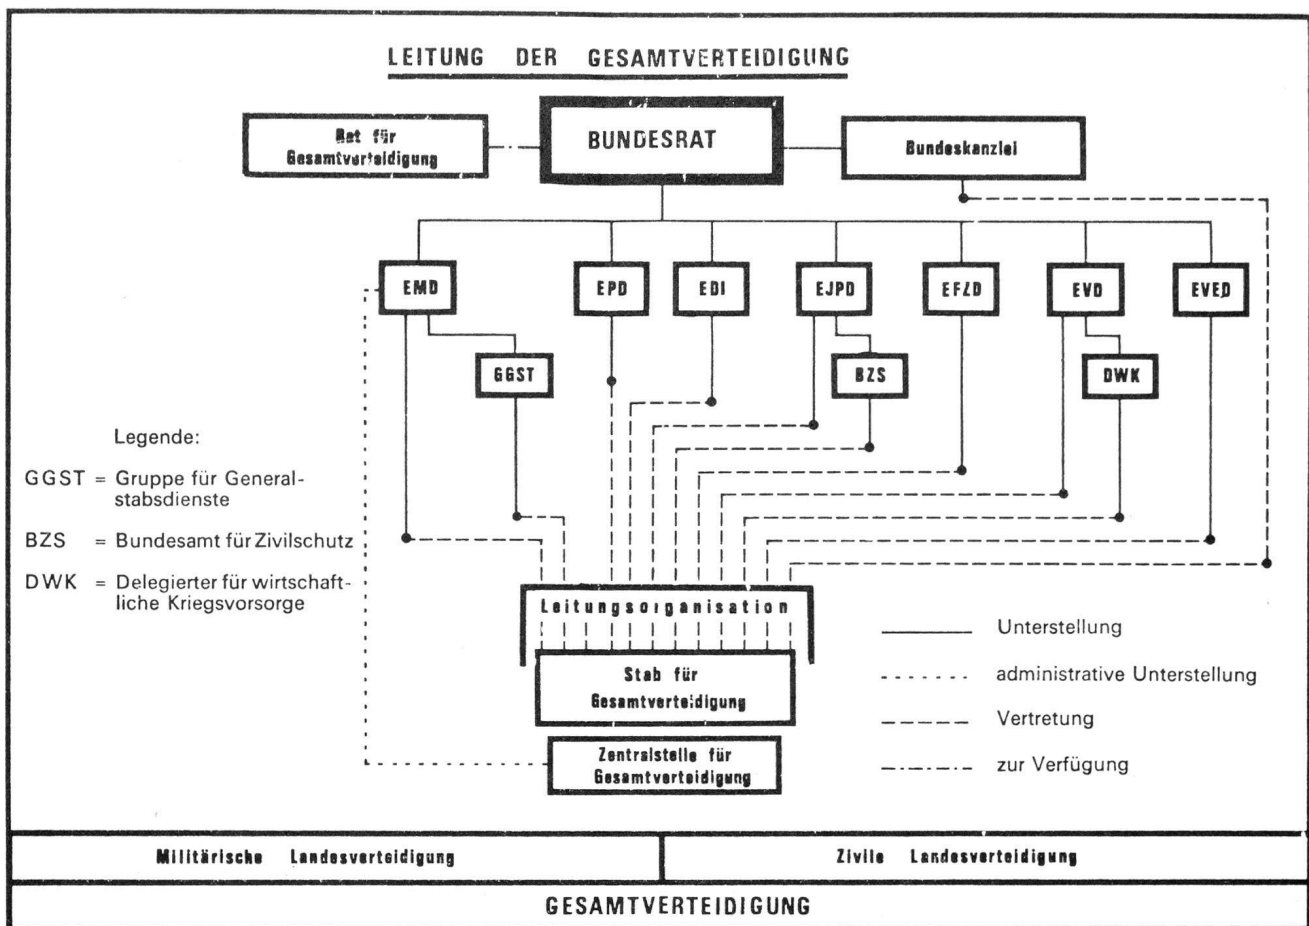 LEITUNG DER GESAMTVERTEIDIGUNG
Rat für
Gesamtverteidigung
BUNDESRAT
Bundeskanzlei
EMD
EPD
EDI
EJPD
EFZD
EVD
EVED
GGST
BZS
DWK
Legende:
GGST = Gruppe für General-
stabsdienste
BZS = Bundesamt für Zivilschutz
DWK = Delegierter für wirtschaft-
liche Kriegsvorsorge
Leitungsorganisation
Stab für
Gesamtverteidigung
Zentralstelle für
Gesamtverteidigung
Unterstellung
administrative Unterstellung
Vertretung
zur Verfügung
Militärische Landesverteidigung
Zivile Landesverteidigung
GESAMTVERTEIDIGUNG